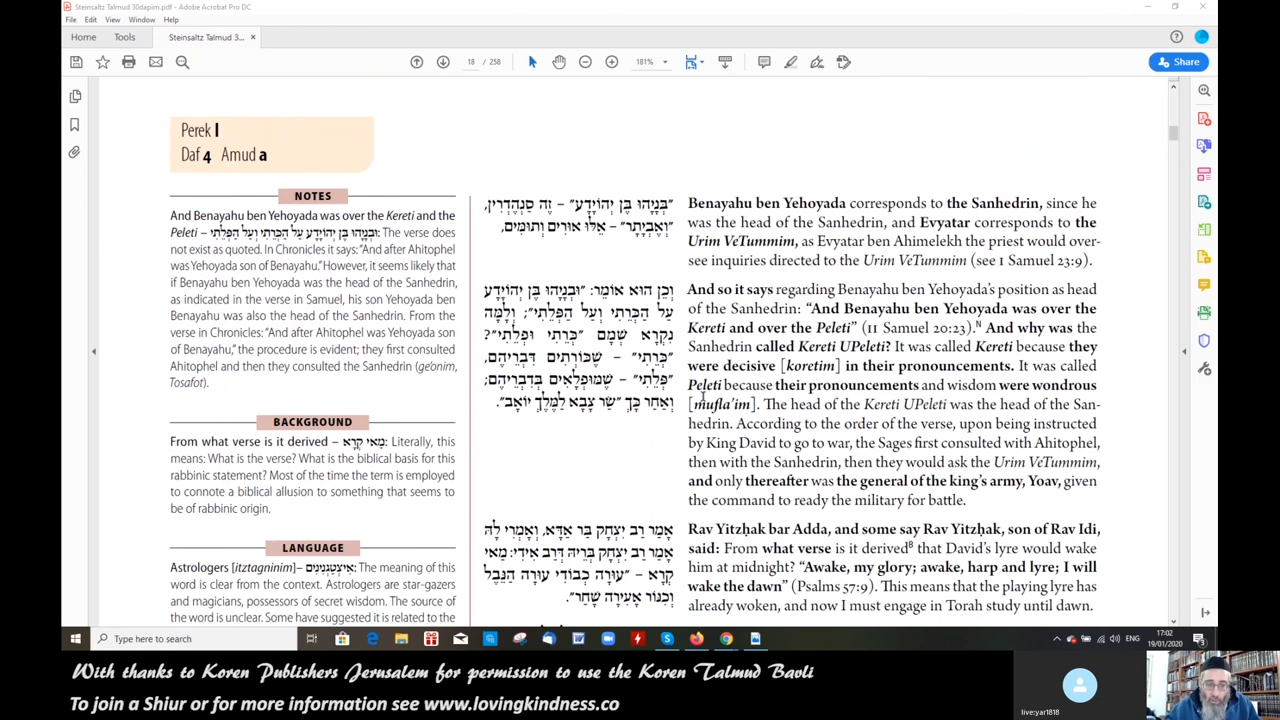 Steinsaltz Talmud 30dapim.pdf - Adobe Acrobat Pro DC
File Edit View Window Help
Home Tools Steinsaltz Talmud 3... ×
18 / 258 181% Share
Perek I
Daf 4 Amud a
NOTES
And Benayahu ben Yehoyada was over the Kereti and the
Peleti – וּבְנָיָהוּ בֶּן יְהוֹיָדָע עַל הַכְּרֵתִי וְעַל הַפְּלֵתִי: The verse does
not exist as quoted. In Chronicles it says: "And after Ahitophel
was Yehoyada son of Benayahu." However, it seems likely that
if Benayahu ben Yehoyada was the head of the Sanhedrin,
as indicated in the verse in Samuel, his son Yehoyada ben
Benayahu was also the head of the Sanhedrin. From the
verse in Chronicles: "And after Ahitophel was Yehoyada son
of Benayahu," the procedure is evident; they first consulted
Ahitophel and then they consulted the Sanhedrin (geonim,
Tosafot).
BACKGROUND
From what verse is it derived – מַאי קְרָא: Literally, this
means: What is the verse? What is the biblical basis for this
rabbinic statement? Most of the time the term is employed
to connote a biblical allusion to something that seems to
be of rabbinic origin.
LANGUAGE
Astrologers [itztagninim] – אִיצְטַגְנִינִים: The meaning of this
word is clear from the context. Astrologers are star-gazers
and magicians, possessors of secret wisdom. The source of
the word is unclear. Some have suggested it is related to the
"בְּנָיָהוּ בֶּן יְהוֹיָדָע" – זֶה סַנְהֶדְרִין,
"וְאֶבְיָתָר" – אֵלּוּ אוּרִים וְתוּמִּים,
וְכֵן הוּא אוֹמֵר: "וּבְנָיָהוּ בֶּן יְהוֹיָדָע
עַל הַכְּרֵתִי וְעַל הַפְּלֵתִי"; וְלָמָּה
נִקְרָא שְׁמָם "כְּרֵתִי וּפְלֵתִי"?
"כְּרֵתִי" – שֶׁכּוֹרְתִים דִּבְרֵיהֶם,
"פְּלֵתִי" – שֶׁמּוּפְלָאִים בְּדִבְרֵיהֶם;
וְאַחַר כָּךְ "שַׂר צָבָא לַמֶּלֶךְ יוֹאָב".
אָמַר רַב יִצְחָק בַּר אַדָּא, וְאָמְרִי לַהּ
אָמַר רַב יִצְחָק בְּרֵיהּ דְּרַב אִידִי: מַאי
קְרָא – "עוּרָה כְבוֹדִי עוּרָה הַנֵּבֶל
וְכִנּוֹר אָעִירָה שָּׁחַר".
Benayahu ben Yehoyada corresponds to the Sanhedrin, since he
was the head of the Sanhedrin, and Evyatar corresponds to the
Urim VeTummim, as Evyatar ben Ahimelekh the priest would over-
see inquiries directed to the Urim VeTummim (see I Samuel 23:9).
And so it says regarding Benayahu ben Yehoyada's position as head
of the Sanhedrin: "And Benayahu ben Yehoyada was over the
Kereti and over the Peleti" (II Samuel 20:23).N And why was the
Sanhedrin called Kereti UPeleti? It was called Kereti because they
were decisive [koretim] in their pronouncements. It was called
Peleti because their pronouncements and wisdom were wondrous
[mufla'im]. The head of the Kereti UPeleti was the head of the San-
hedrin. According to the order of the verse, upon being instructed
by King David to go to war, the Sages first consulted with Ahitophel,
then with the Sanhedrin, then they would ask the Urim VeTummim,
and only thereafter was the general of the king's army, Yoav, given
the command to ready the military for battle.
Rav Yitzḥak bar Adda, and some say Rav Yitzḥak, son of Rav Idi,
said: From what verse is it derivedB that David's lyre would wake
him at midnight? "Awake, my glory; awake, harp and lyre; I will
wake the dawn" (Psalms 57:9). This means that the playing lyre has
already woken, and now I must engage in Torah study until dawn.
Type here to search
ENG
17:02
19/01/2020
With thanks to Koren Publishers Jerusalem for permission to use the Koren Talmud Bavli
To join a Shiur or for more information see www.lovingkindness.co
live:yar1818